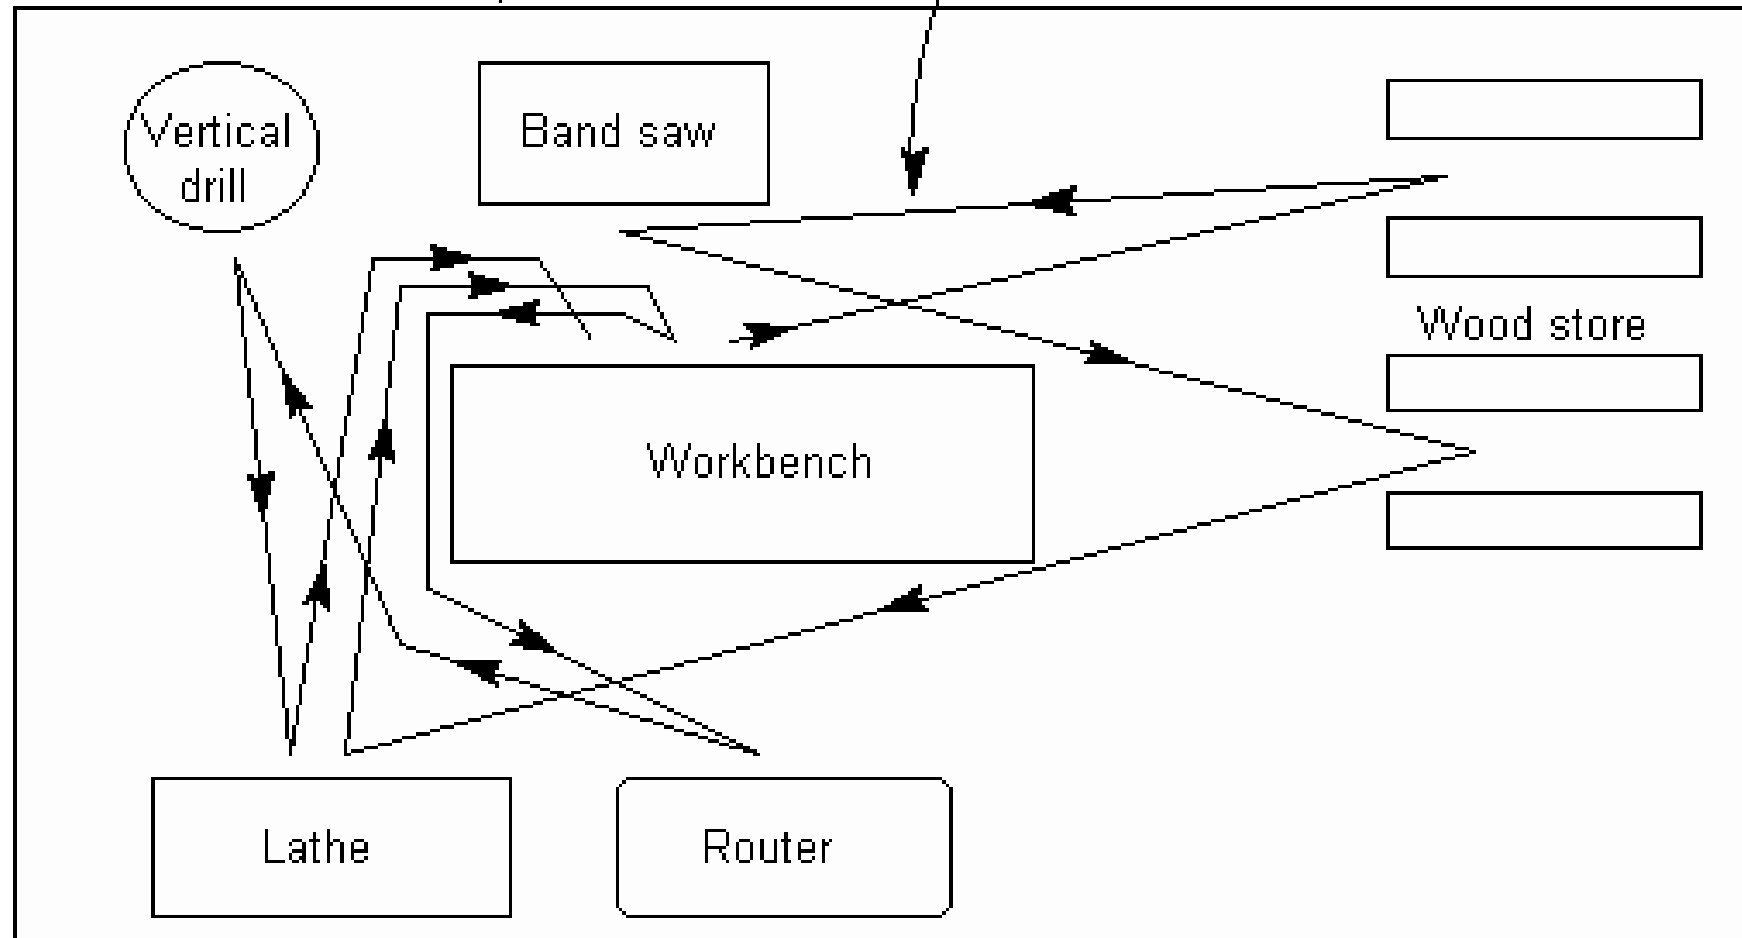 Vertical
drill
Band saw
Wood store
Workbench
Lathe
Router